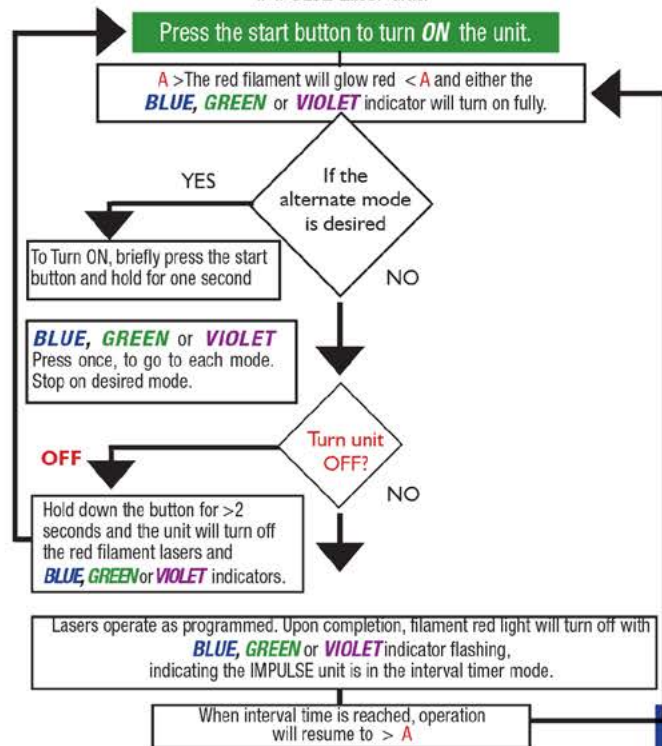 Press the start button to turn ON the unit.
A >The red filament will glow red < A and either the
BLUE, GREEN or VIOLET indicator will turn on fully.
If the
alternate mode
is desired
YES
NO
To Turn ON, briefly press the start
button and hold for one second
BLUE, GREEN or VIOLET
Press once, to go to each mode.
Stop on desired mode.
Turn unit
OFF?
OFF
NO
Hold down the button for >2
seconds and the unit will turn off
the red filament lasers and
BLUE, GREEN or VIOLET indicators.
Lasers operate as programmed. Upon completion, filament red light will turn off with
BLUE, GREEN or VIOLET indicator flashing,
indicating the IMPULSE unit is in the interval timer mode.
When interval time is reached, operation
will resume to > A